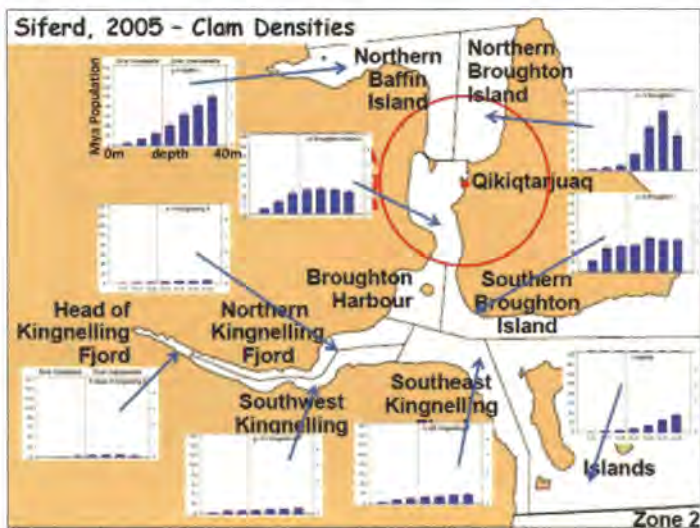 Siferd, 2005 - Clam Densities
Northern
Baffin
Island
Northern
Broughton
Island
Mya Population
0m depth 40m
Qikiqtarjuaq
Broughton
Harbour
Southern
Broughton
Island
Head of
Kingnelling
Fjord
Northern
Kingnelling
Fjord
Southwest
Kingnelling
Southeast
Kingnelling
Islands
Zone 2